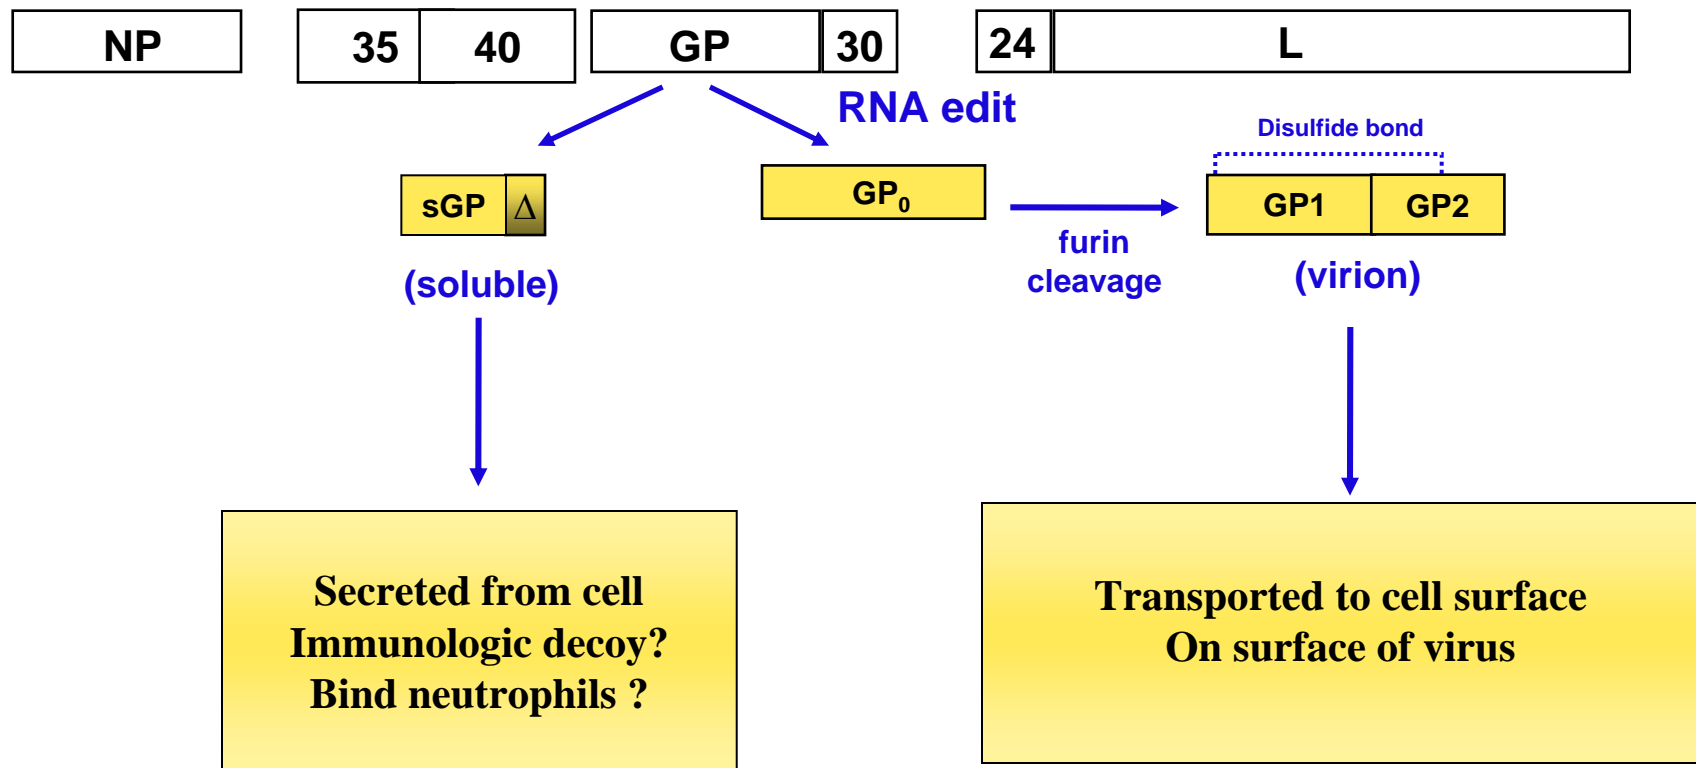 NP 35 40 GP 30 24 L
RNA edit
Disulfide bond
sGP Δ GP₀ GP1 GP2
furin
cleavage
(soluble) (virion)
Secreted from cell
Immunologic decoy?
Bind neutrophils ?
Transported to cell surface
On surface of virus